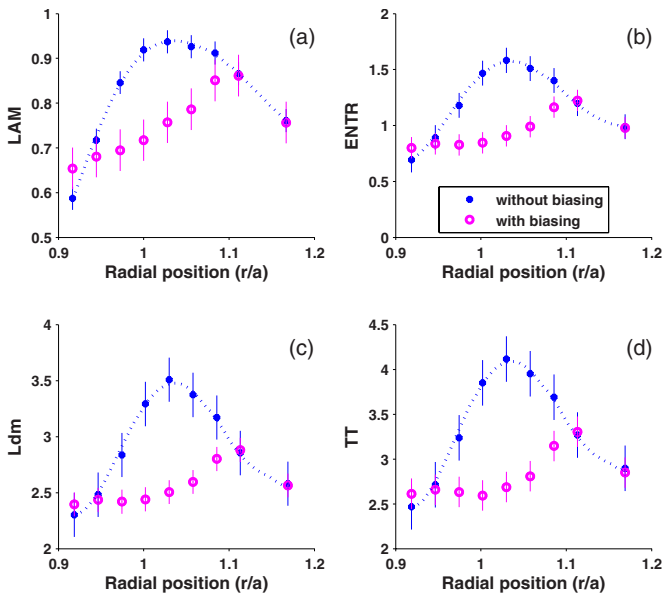 (a)
LAM
1
0.9
0.8
0.7
0.6
0.5
0.9 1 1.1 1.2
Radial position (r/a)
(b)
ENTR
2
1.5
1
0.5
0
without biasing
with biasing
0.9 1 1.1 1.2
Radial position (r/a)
(c)
Ldm
4
3.5
3
2.5
2
0.9 1 1.1 1.2
Radial position (r/a)
(d)
TT
4.5
4
3.5
3
2.5
2
0.9 1 1.1 1.2
Radial position (r/a)